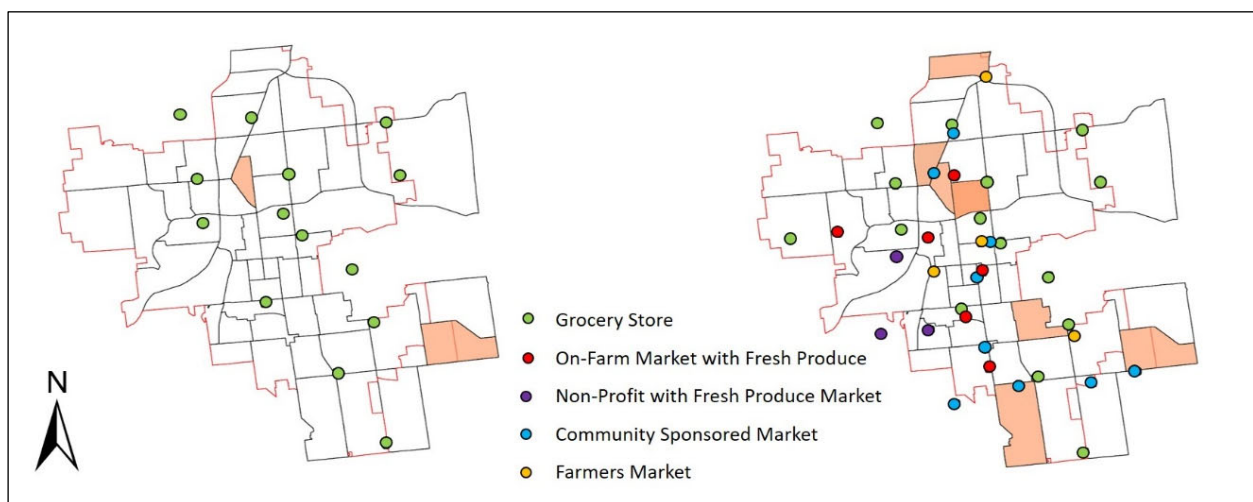 N
Grocery Store
On-Farm Market with Fresh Produce
Non-Profit with Fresh Produce Market
Community Sponsored Market
Farmers Market